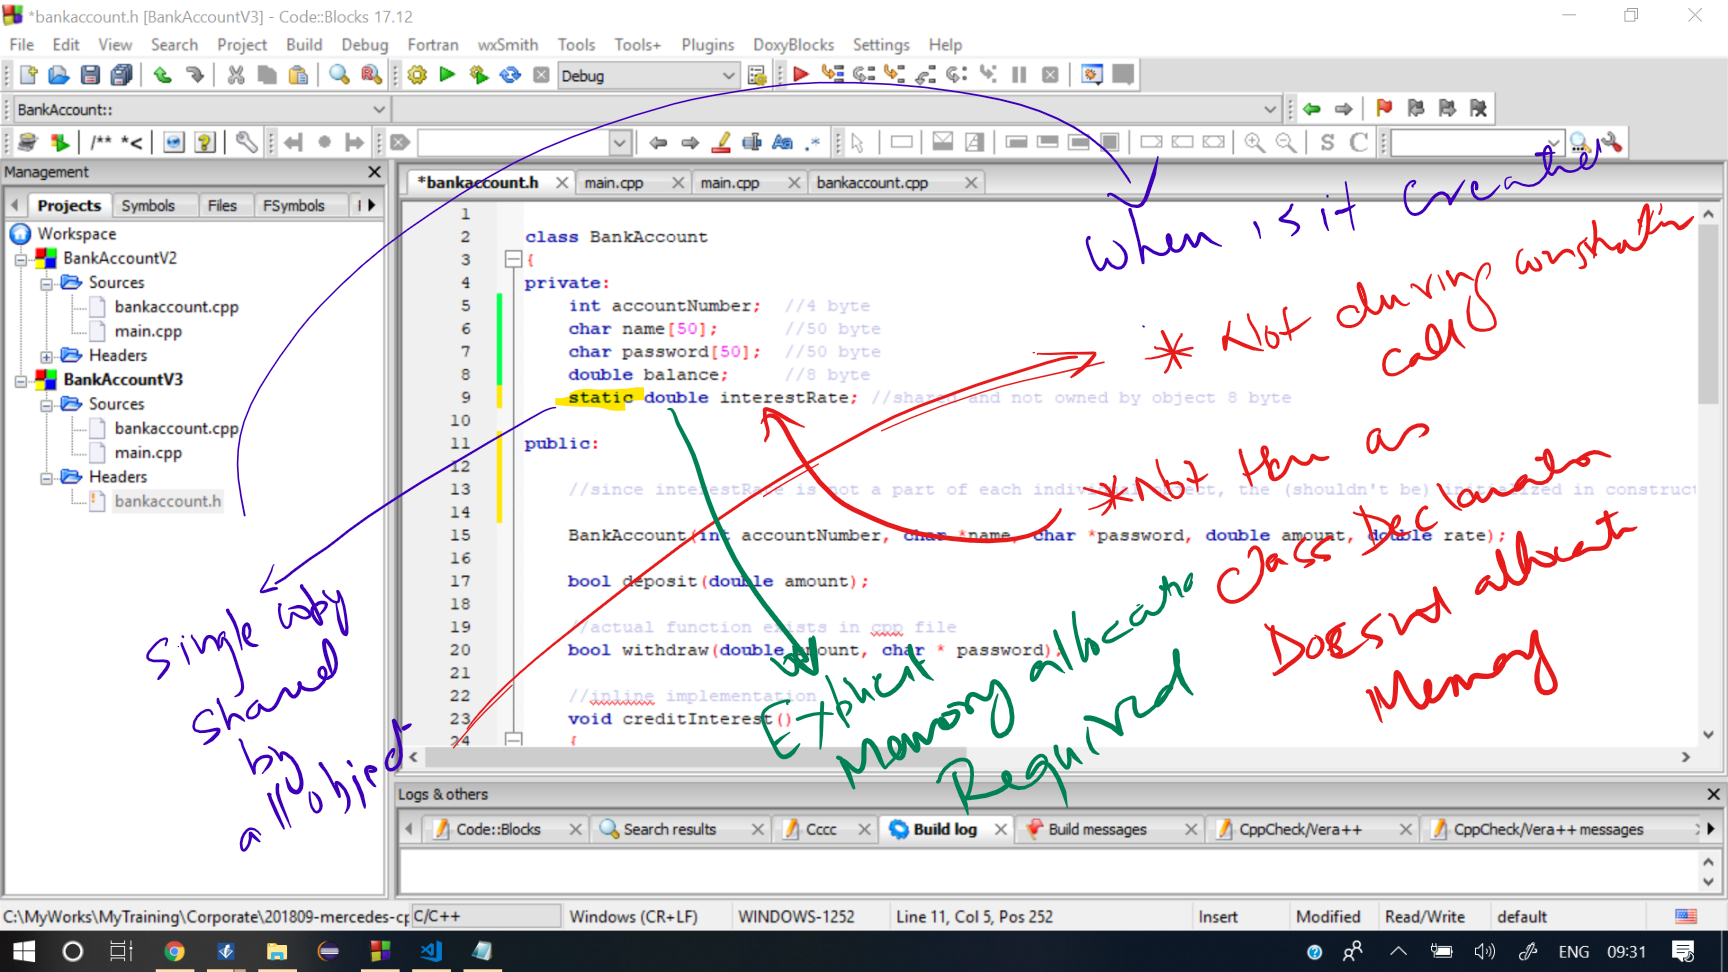 *bankaccount.h [BankAccountV3] - Code::Blocks 17.12
File Edit View Search Project Build Debug Fortran wxSmith Tools Tools+ Plugins DoxyBlocks Settings Help
Debug
BankAccount::
/** *<
Management
Projects Symbols Files FSymbols
Workspace
BankAccountV2
Sources
bankaccount.cpp
main.cpp
Headers
BankAccountV3
Sources
bankaccount.cpp
main.cpp
Headers
bankaccount.h
*bankaccount.h main.cpp main.cpp bankaccount.cpp
1
2 class BankAccount
3 {
4 private:
5 int accountNumber; //4 byte
6 char name[50]; //50 byte
7 char password[50]; //50 byte
8 double balance; //8 byte
9 static double interestRate; //shared and not owned by object 8 byte
10
11 public:
12
13 //since interestRate is not a part of each individual object, the (shouldn't be) initialized in construct
14
15 BankAccount(int accountNumber, char *name, char *password, double amount, double rate);
16
17 bool deposit(double amount);
18
19 //actual function exists in cpp file
20 bool withdraw(double amount, char * password);
21
22 //inline implementation
23 void creditInterest()
24 {
when is it created
* Not during constructor
call
* Not then as
class Declaration
Doesnot allocate
Memory
Explicit
Memory allocation
Required
single copy
shared
by
all object
Logs & others
Code::Blocks Search results Cccc Build log Build messages CppCheck/Vera++ CppCheck/Vera++ messages
C:\MyWorks\MyTraining\Corporate\201809-mercedes-cp C/C++ Windows (CR+LF) WINDOWS-1252 Line 11, Col 5, Pos 252 Insert Modified Read/Write default
ENG 09:31